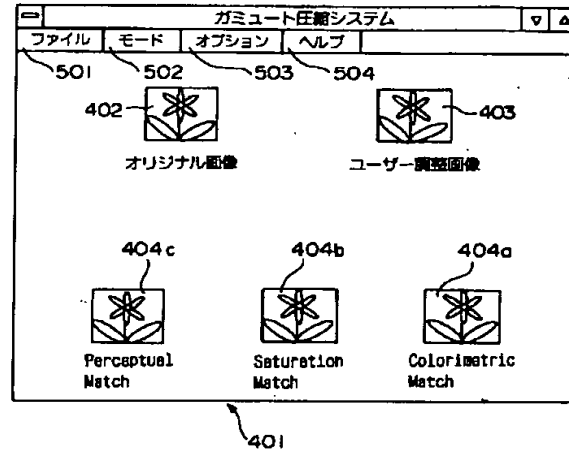 ガミュート圧縮システム
ファイル モード オプション ヘルプ
501 502 503 504
402 403
オリジナル画像 ユーザー調整画像
404c 404b 404a
Perceptual Match
Saturation Match
Colorimetric Match
401